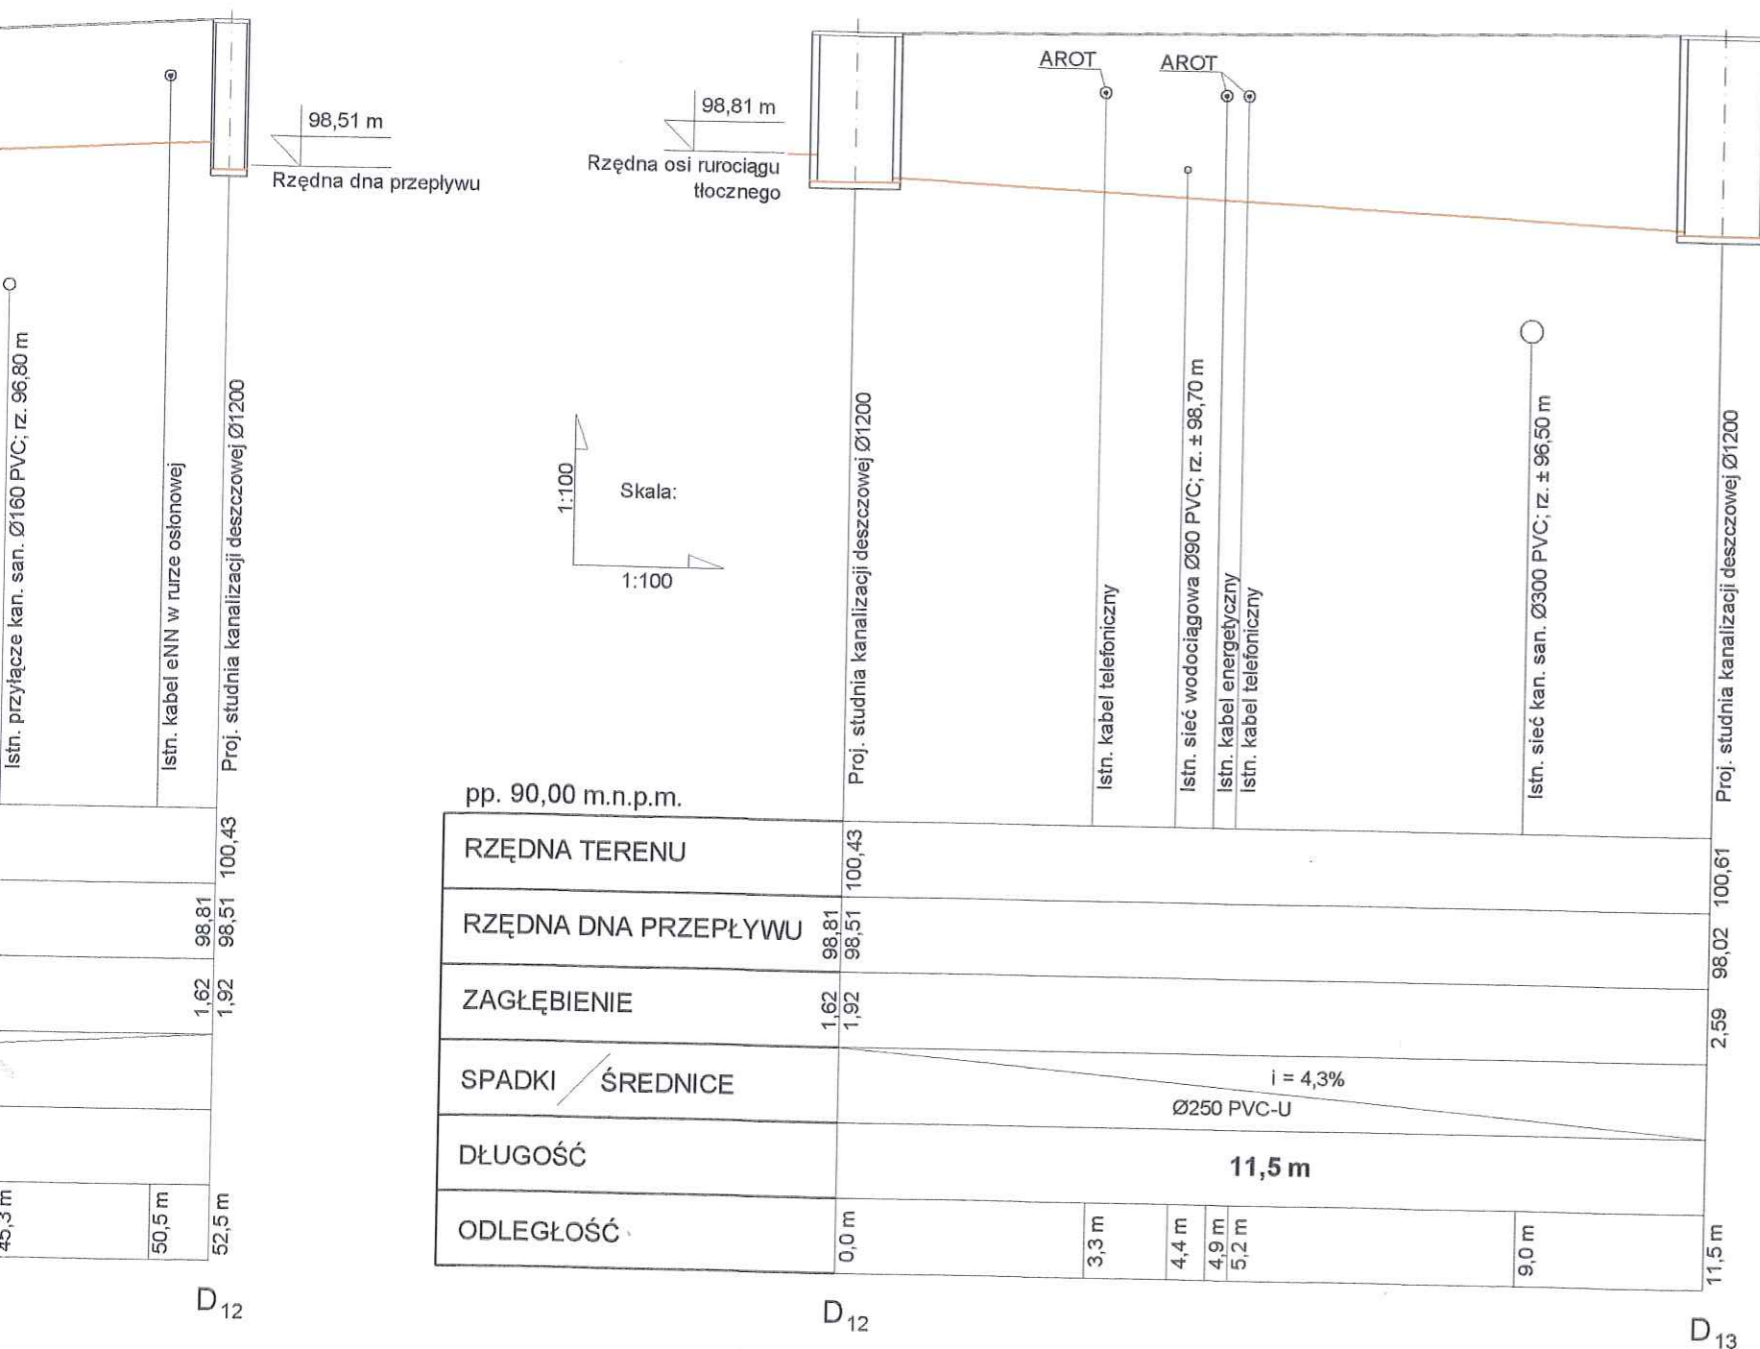 98,51 m
Rzędna dna przepływu
98,81 m
Rzędna osi rurociągu
tłocznego
AROT
AROT
Istn. przyłącze kan. san. Ø160 PVC; rz. 96,80 m
Istn. kabel eNN w rurze osłonowej
Proj. studnia kanalizacji deszczowej Ø1200
1:100
Skala:
1:100
Proj. studnia kanalizacji deszczowej Ø1200
Istn. kabel telefoniczny
Istn. sieć wodociągowa Ø90 PVC; rz. ± 98,70 m
Istn. kabel energetyczny
Istn. kabel telefoniczny
Istn. sieć kan. san. Ø300 PVC; rz. ± 96,50 m
Proj. studnia kanalizacji deszczowej Ø1200
100,43
98,81
98,51
1,62
1,92
45,3 m
50,5 m
52,5 m
D12
pp. 90,00 m.n.p.m.
RZĘDNA TERENU
100,43
100,61
RZĘDNA DNA PRZEPŁYWU
98,81
98,51
98,02
ZAGŁĘBIENIE
1,62
1,92
2,59
SPADKI / ŚREDNICE
i = 4,3%
Ø250 PVC-U
DŁUGOŚĆ
11,5 m
ODLEGŁOŚĆ
0,0 m
3,3 m
4,4 m
4,9 m
5,2 m
9,0 m
11,5 m
D12
D13